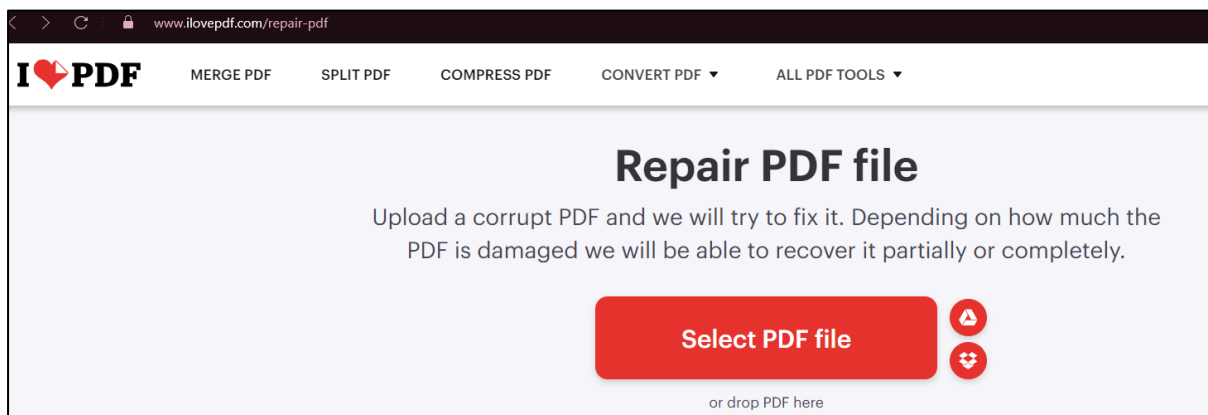 www.ilovepdf.com/repair-pdf
I PDF
MERGE PDF
SPLIT PDF
COMPRESS PDF
CONVERT PDF
ALL PDF TOOLS
Repair PDF file
Upload a corrupt PDF and we will try to fix it. Depending on how much the
PDF is damaged we will be able to recover it partially or completely.
Select PDF file
or drop PDF here